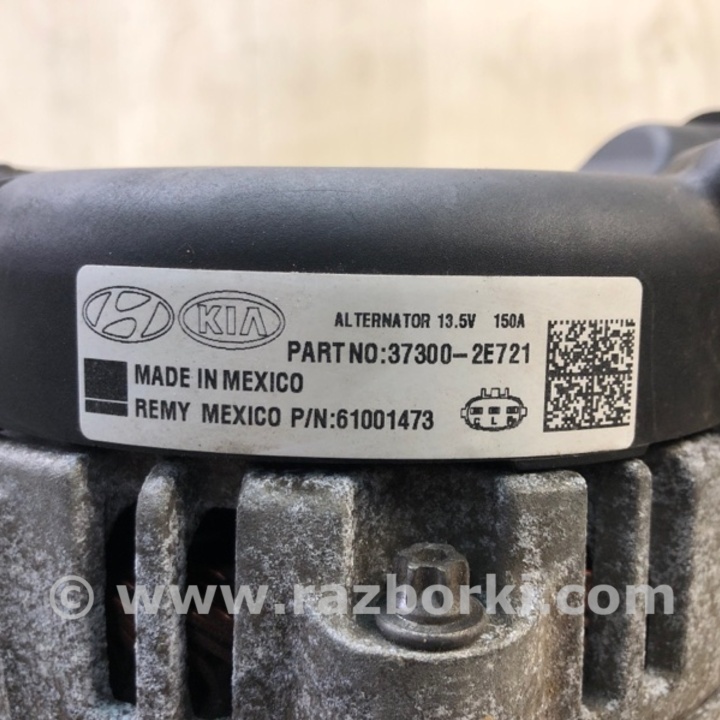 KIA
ALTERNATOR 13.5V 150A
PART NO:37300-2E721
MADE IN MEXICO
REMY MEXICO P/N:61001473
© www.razborki.com